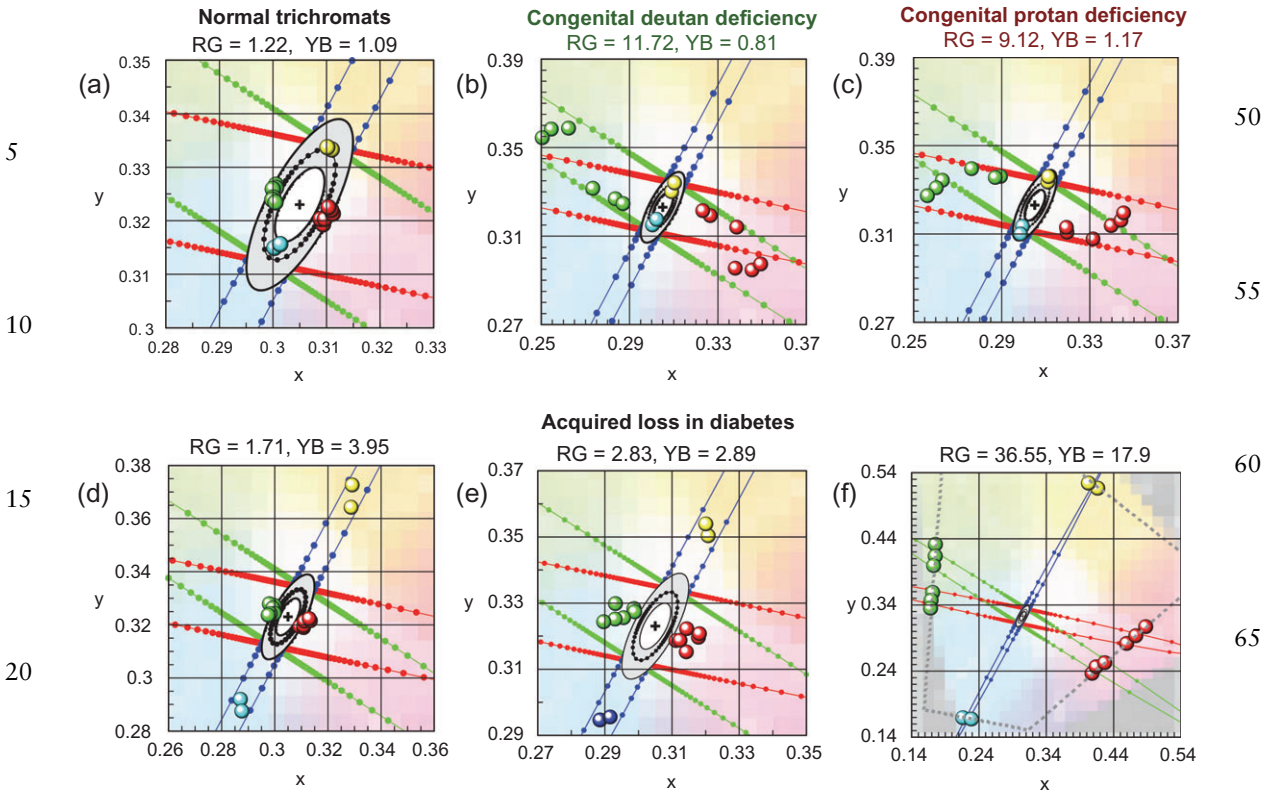 Normal trichromats
RG = 1.22, YB = 1.09
Congenital deutan deficiency
RG = 11.72, YB = 0.81
Congenital protan deficiency
RG = 9.12, YB = 1.17
(a)
0.35
0.34
0.33
y
0.32
0.31
0.3
0.28 0.29 0.3 0.31 0.32 0.33
x
(b)
0.39
0.35
y
0.31
0.27
0.25 0.29 0.33 0.37
x
(c)
0.39
0.35
y
0.31
0.27
0.25 0.29 0.33 0.37
x
5
10
50
55
Acquired loss in diabetes
RG = 1.71, YB = 3.95
RG = 2.83, YB = 2.89
RG = 36.55, YB = 17.9
(d)
0.38
0.36
0.34
y
0.32
0.3
0.28
0.26 0.28 0.3 0.32 0.34 0.36
x
(e)
0.37
0.35
y
0.33
0.31
0.29
0.27 0.29 0.31 0.33 0.35
x
(f)
0.54
0.44
y
0.34
0.24
0.14
0.14 0.24 0.34 0.44 0.54
x
15
20
60
65